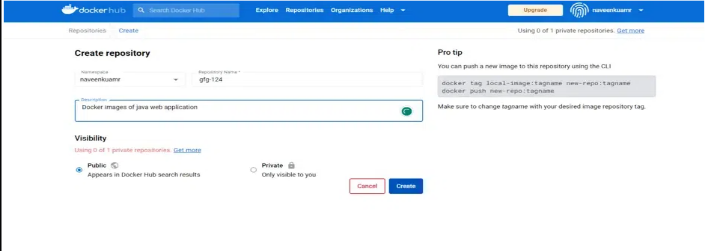 dockerhub Search Docker Hub Explore Repositories Organizations Help Upgrade naveenkuamr
Repositories Create Using 0 of 1 private repositories. Get more
Create repository
Namespace
naveenkuamr
Repository Name *
gfg-124
Description
Docker images of java web application
Visibility
Using 0 of 1 private repositories. Get more
Public
Appears in Docker Hub search results
Private
Only visible to you
Cancel Create
Pro tip
You can push a new image to this repository using the CLI
docker tag local-image:tagname new-repo:tagname
docker push new-repo:tagname
Make sure to change tagname with your desired image repository tag.